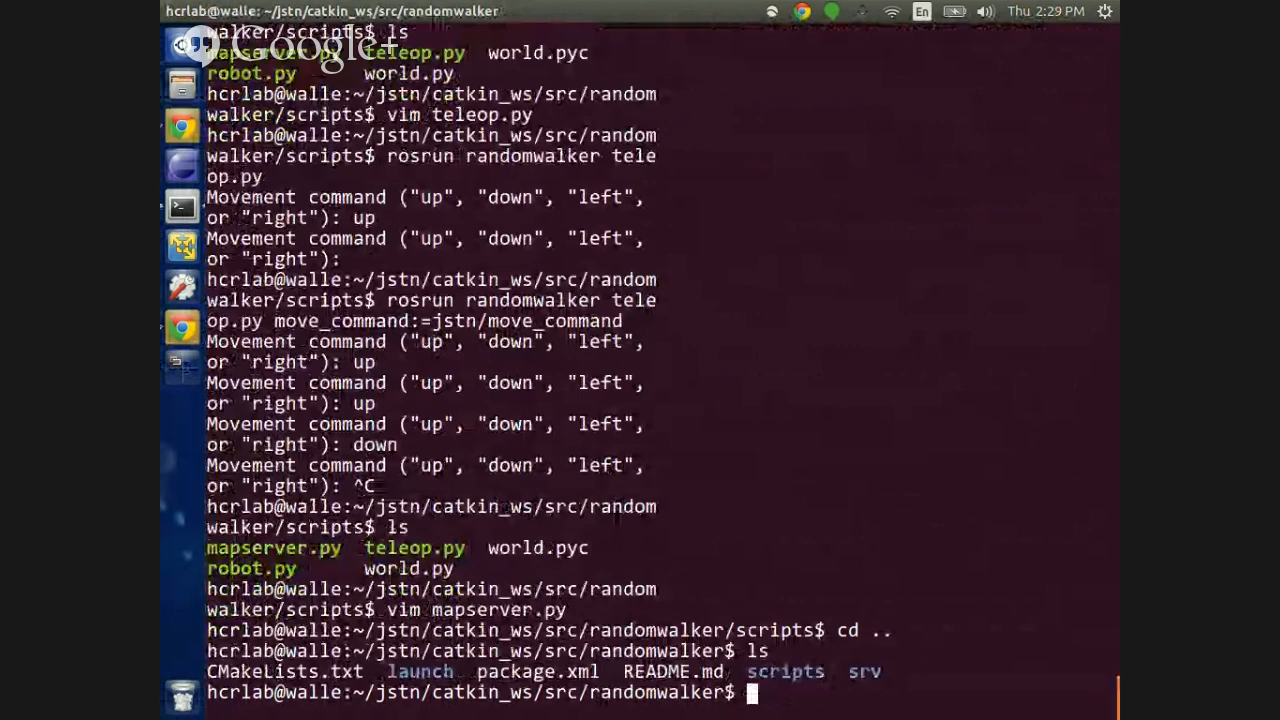 hcrlab@walle: ~/jstn/catkin_ws/src/randomwalker
En
Thu 2:29 PM
Google+
walker/scripts$ ls
mapserver.py teleop.py world.pyc
robot.py world.py
hcrlab@walle:~/jstn/catkin_ws/src/random
walker/scripts$ vim teleop.py
hcrlab@walle:~/jstn/catkin_ws/src/random
walker/scripts$ rosrun randomwalker tele
op.py
Movement command ("up", "down", "left",
or "right"): up
Movement command ("up", "down", "left",
or "right"):
hcrlab@walle:~/jstn/catkin_ws/src/random
walker/scripts$ rosrun randomwalker tele
op.py move_command:=jstn/move_command
Movement command ("up", "down", "left",
or "right"): up
Movement command ("up", "down", "left",
or "right"): up
Movement command ("up", "down", "left",
or "right"): down
Movement command ("up", "down", "left",
or "right"): ^C
hcrlab@walle:~/jstn/catkin_ws/src/random
walker/scripts$ ls
mapserver.py teleop.py world.pyc
robot.py world.py
hcrlab@walle:~/jstn/catkin_ws/src/random
walker/scripts$ vim mapserver.py
hcrlab@walle:~/jstn/catkin_ws/src/randomwalker/scripts$ cd ..
hcrlab@walle:~/jstn/catkin_ws/src/randomwalker$ ls
CMakeLists.txt launch package.xml README.md scripts srv
hcrlab@walle:~/jstn/catkin_ws/src/randomwalker$